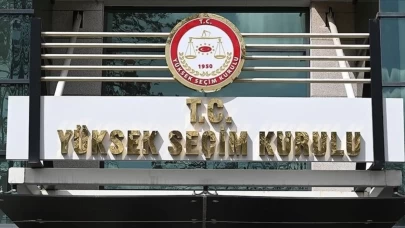 T.C.
YÜKSEK SEÇİM KURULU
1950
T.C.
YÜKSEK SEÇİM KURULU